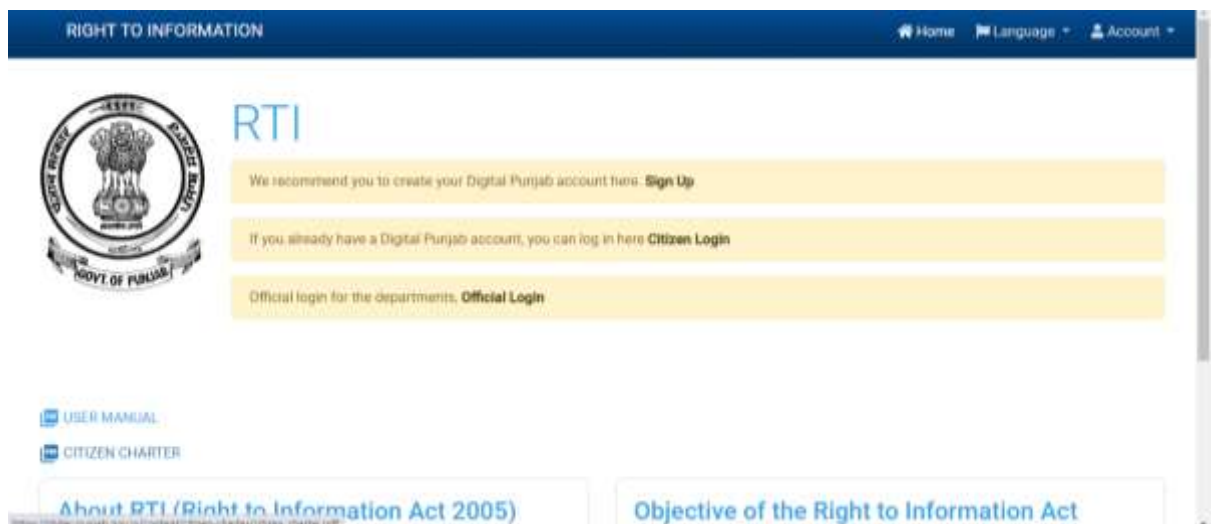 RIGHT TO INFORMATION
Home Language Account
RTI
We recommend you to create your Digital Punjab account here. Sign Up
If you already have a Digital Punjab account, you can log in here Citizen Login
Official login for the departments. Official Login
GOVT. OF PUNJAB
USER MANUAL
CITIZEN CHARTER
About RTI (Right to Information Act 2005)
Objective of the Right to Information Act